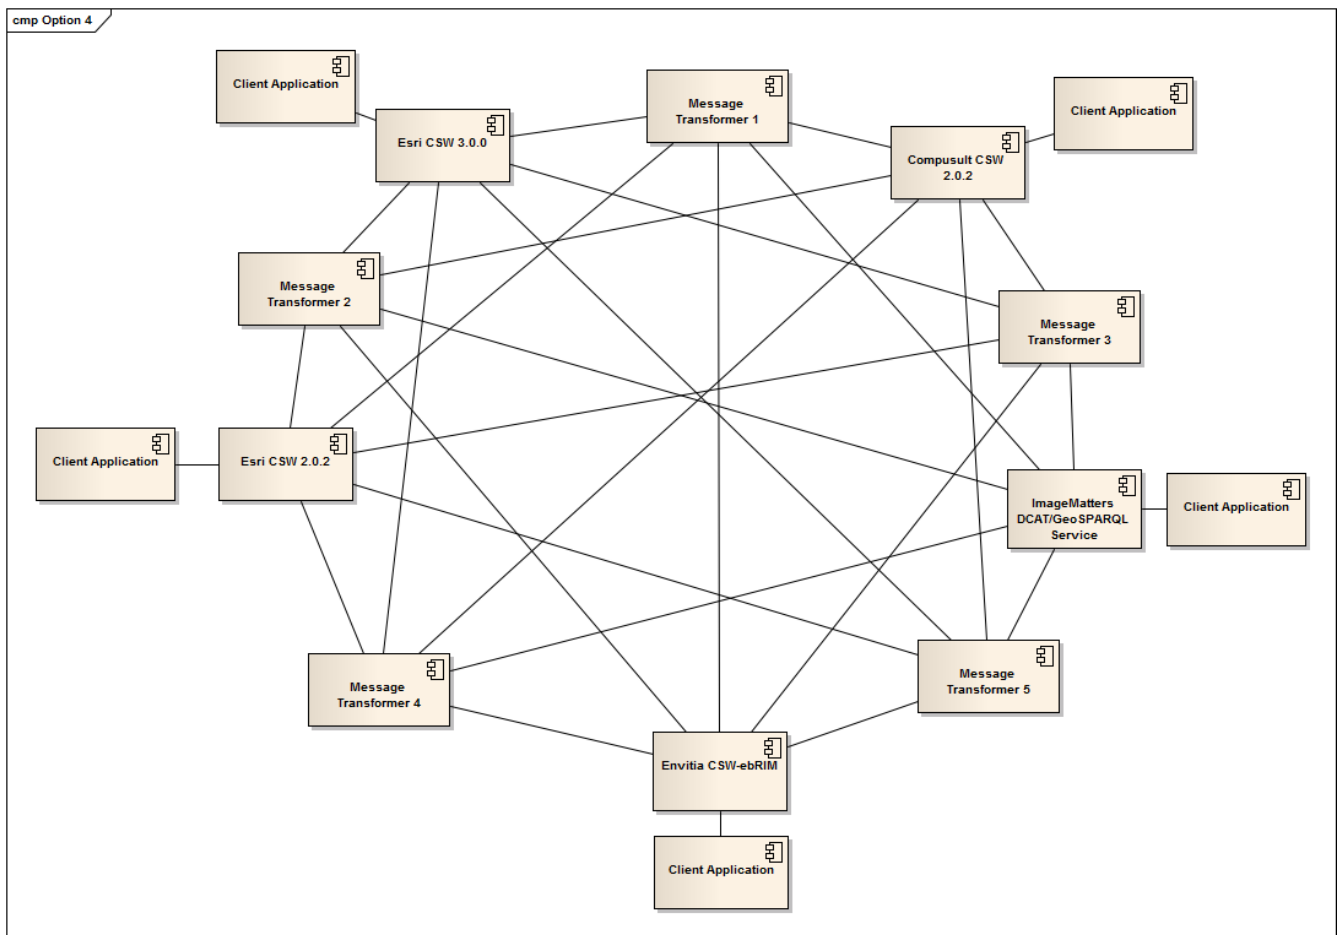 cmp Option 4
Client Application
Esri CSW 3.0.0
Message
Transformer 1
Client Application
Compusult CSW
2.0.2
Message
Transformer 2
Message
Transformer 3
Client Application
Esri CSW 2.0.2
ImageMatters
DCAT/GeoSPARQL
Service
Client Application
Message
Transformer 4
Message
Transformer 5
Envitia CSW-ebRIM
Client Application